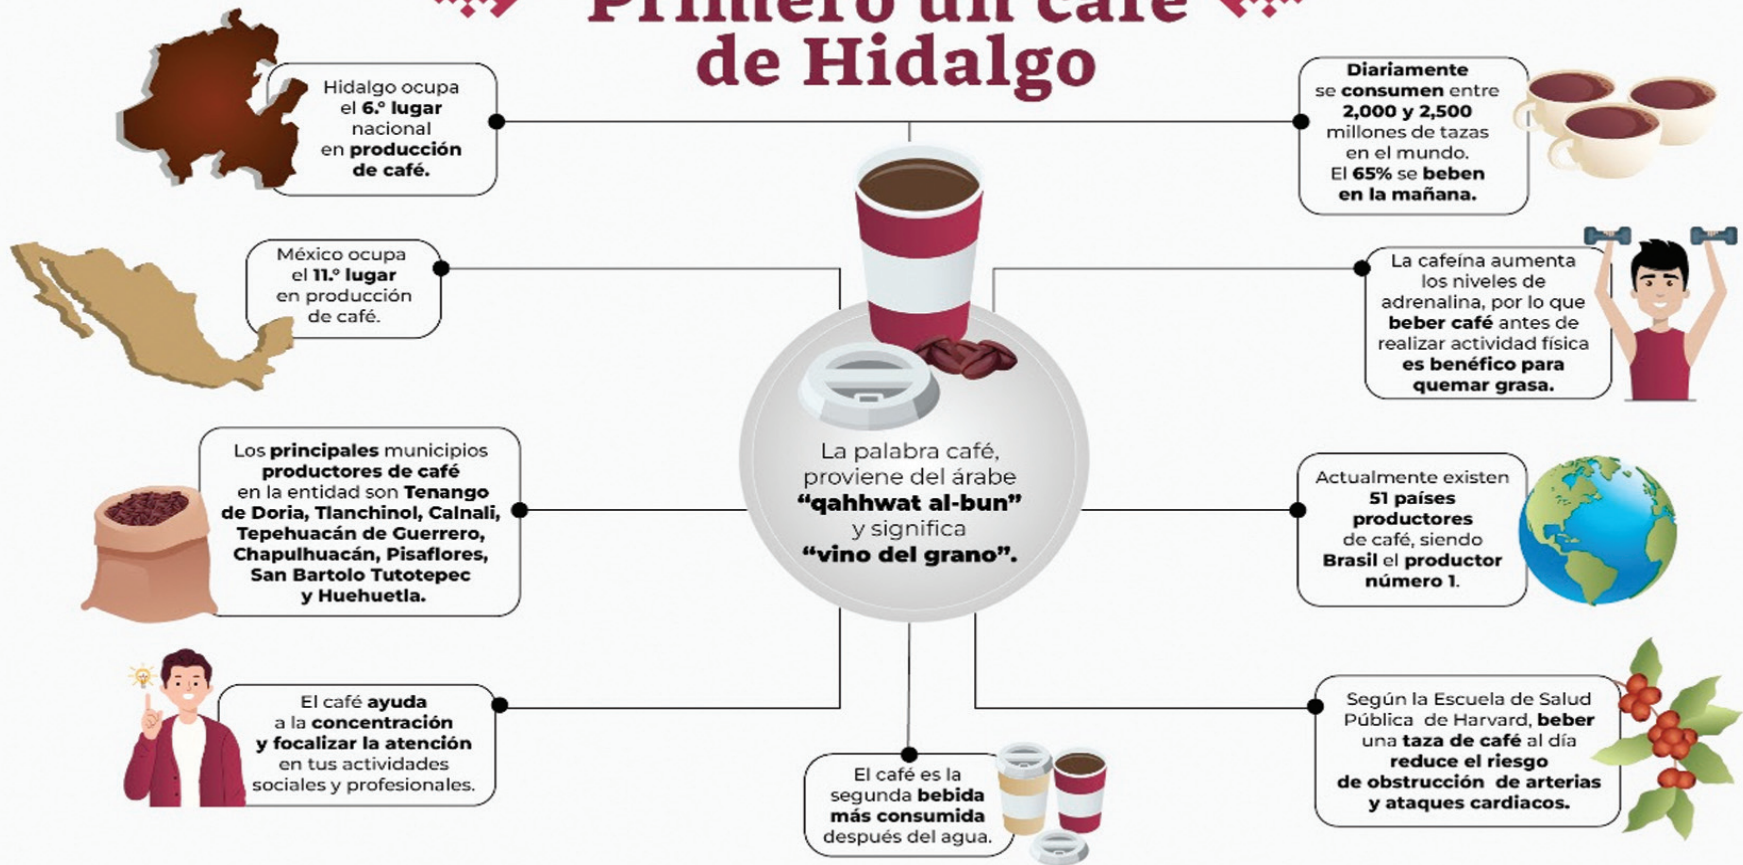 Primero un café
de Hidalgo
Hidalgo ocupa
el 6.º lugar
nacional
en producción
de café.
México ocupa
el 11.º lugar
en producción
de café.
Los principales municipios
productores de café
en la entidad son Tenango
de Doria, Tlanchinol, Calnali,
Tepehuacán de Guerrero,
Chapulhuacán, Pisaflores,
San Bartolo Tutotepec
y Huehuetla.
El café ayuda
a la concentración
y focalizar la atención
en tus actividades
sociales y profesionales.
La palabra café,
proviene del árabe
“qahhwat al-bun”
y significa
“vino del grano”.
El café es la
segunda bebida
más consumida
después del agua.
Diariamente
se consumen entre
2,000 y 2,500
millones de tazas
en el mundo.
El 65% se beben
en la mañana.
La cafeína aumenta
los niveles de
adrenalina, por lo que
beber café antes de
realizar actividad física
es benéfico para
quemar grasa.
Actualmente existen
51 países
productores
de café, siendo
Brasil el productor
número 1.
Según la Escuela de Salud
Pública de Harvard, beber
una taza de café al día
reduce el riesgo
de obstrucción de arterias
y ataques cardiacos.